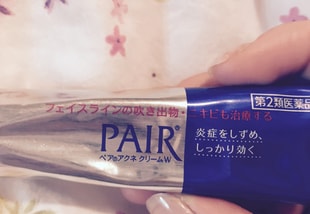 第2類医薬品
フェイスラインの吹き出物・ニキビも治療する
PAIR®
ペア®アクネクリームW
炎症をしずめ、
しっかり効く